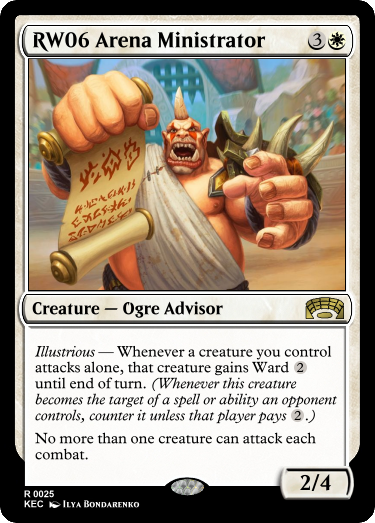 RW06 Arena Ministrator 3
Creature — Ogre Advisor
Illustrious — Whenever a creature you control
attacks alone, that creature gains Ward 2
until end of turn. (Whenever this creature
becomes the target of a spell or ability an opponent
controls, counter it unless that player pays 2.)
No more than one creature can attack each
combat.
2/4
R 0025
KEC Ilya Bondarenko